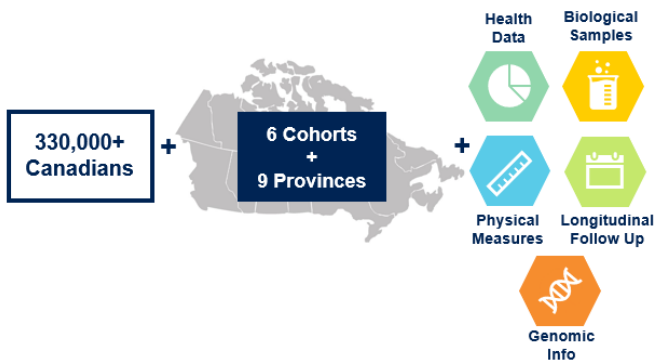 330,000+
Canadians
+
6 Cohorts
+
9 Provinces
+
Health
Data
Biological
Samples
Physical
Measures
Longitudinal
Follow Up
Genomic
Info